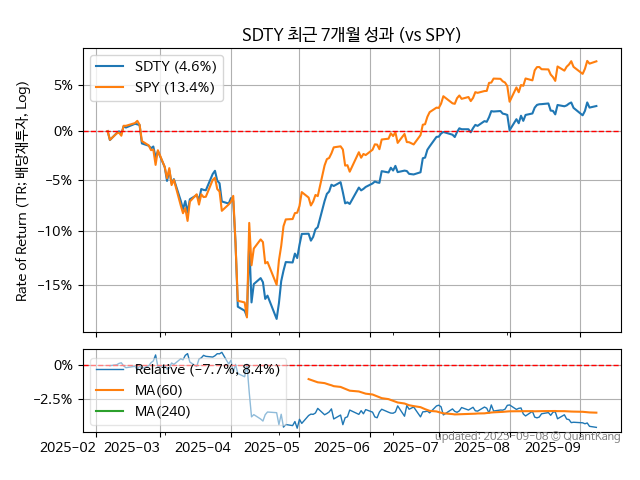 SDTY 최근 7개월 성과 (vs SPY)
Rate of Return (TR: 배당재투자, Log)
SDTY (4.6%)
SPY (13.4%)
5%
0%
−5%
−10%
−15%
Relative (−7.7%, 8.4%)
MA(60)
MA(240)
0%
−2.5%
2025−02 2025−03 2025−04 2025−05 2025−06 2025−07 2025−08 2025−09
Updated: 2025−09−08 © QuantKang